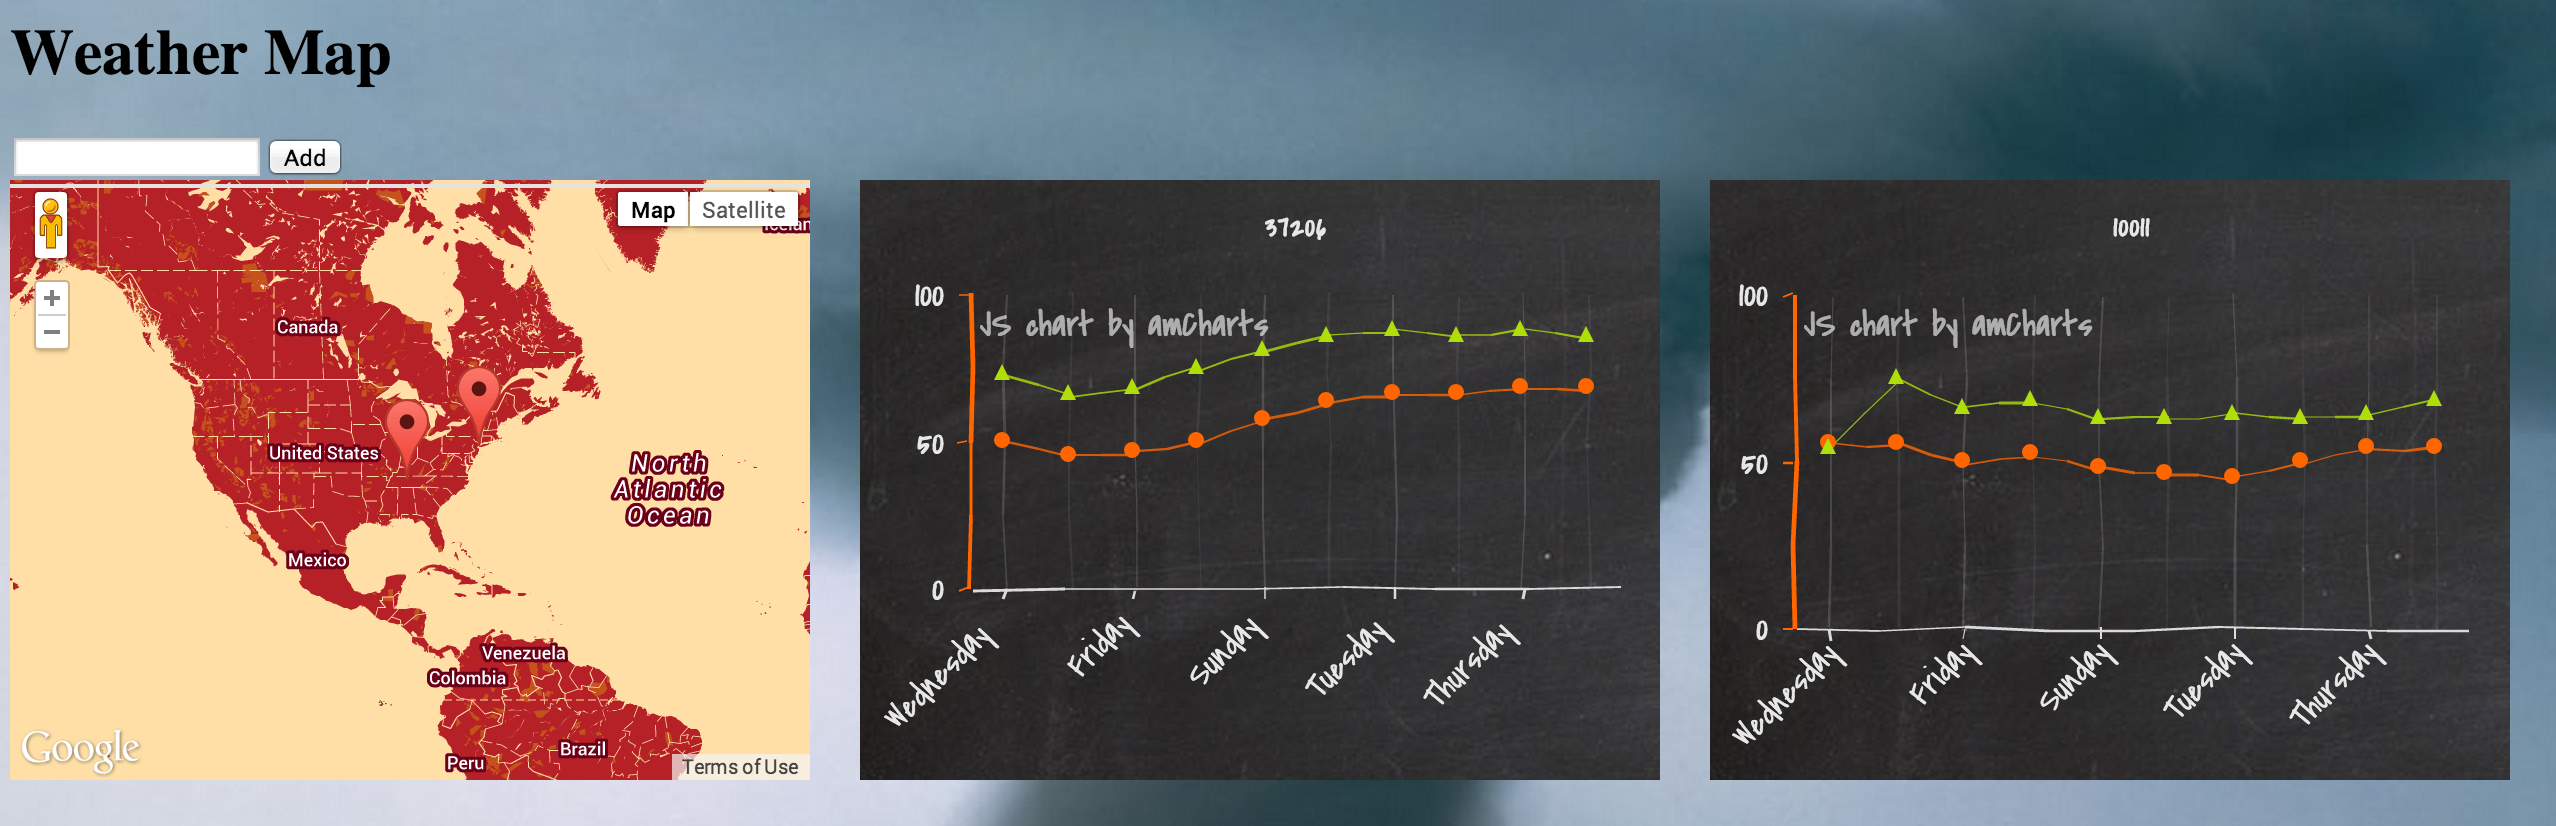 Weather Map
Add
Map
Satellite
Canada
United States
North
Atlantic
Ocean
Mexico
Venezuela
Colombia
Brazil
Peru
Google
Terms of Use
37206
100
JS chart by amCharts
50
0
Wednesday
Friday
Sunday
Tuesday
Thursday
10011
100
JS chart by amCharts
50
0
Wednesday
Friday
Sunday
Tuesday
Thursday